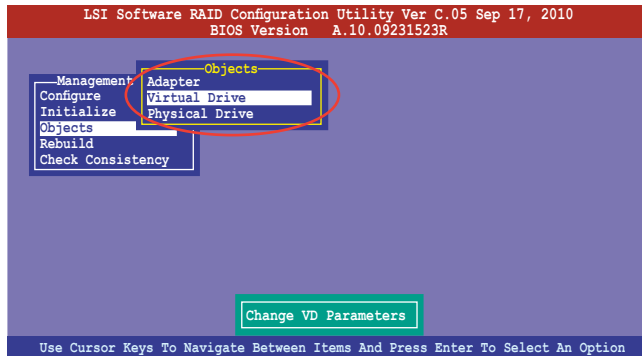 LSI Software RAID Configuration Utility Ver C.05 Sep 17, 2010
BIOS Version A.10.09231523R
Management
Configure
Initialize
Objects
Rebuild
Check Consistency
Objects
Adapter
Virtual Drive
Physical Drive
Change VD Parameters
Use Cursor Keys To Navigate Between Items And Press Enter To Select An Option